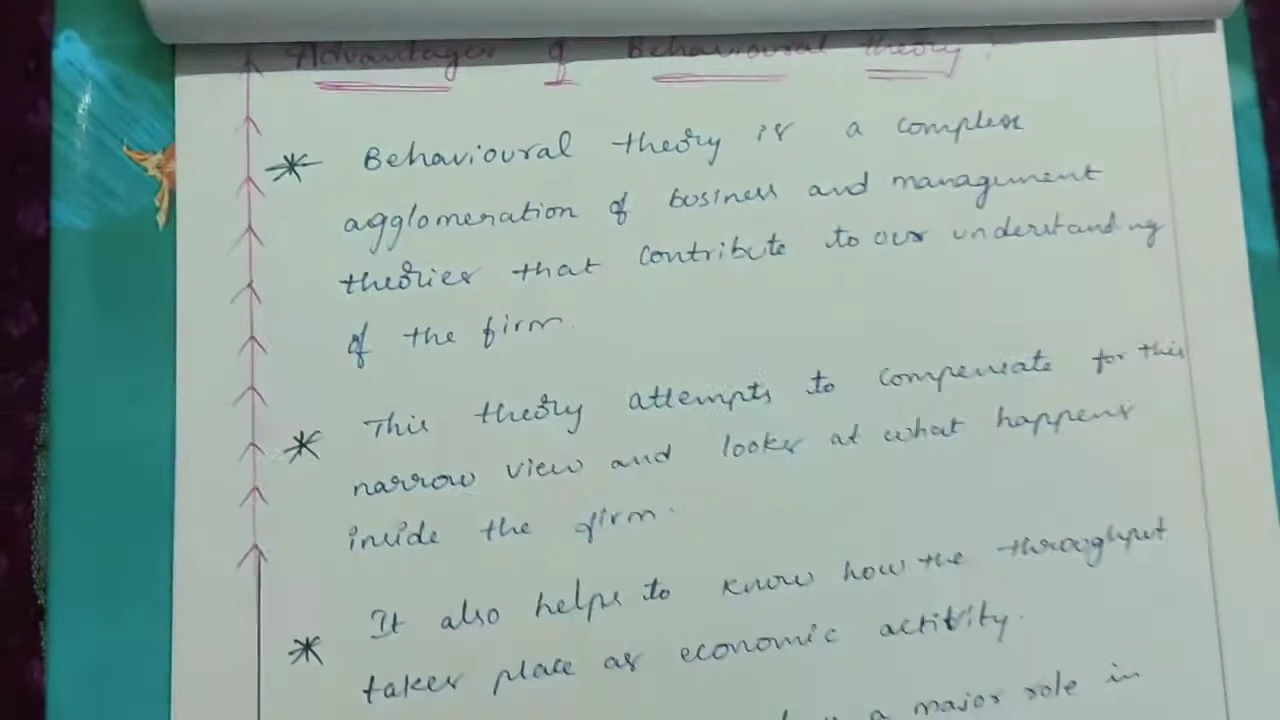 Advantages of Behavioural theory:
* Behavioural theory is a complex
agglomeration of business and management
theories that contribute to our understanding
of the firm.
* This theory attempts to compensate for this
narrow view and looks at what happens
inside the firm.
* It also helps to know how the throughput
takes place as economic activity.
a major role in